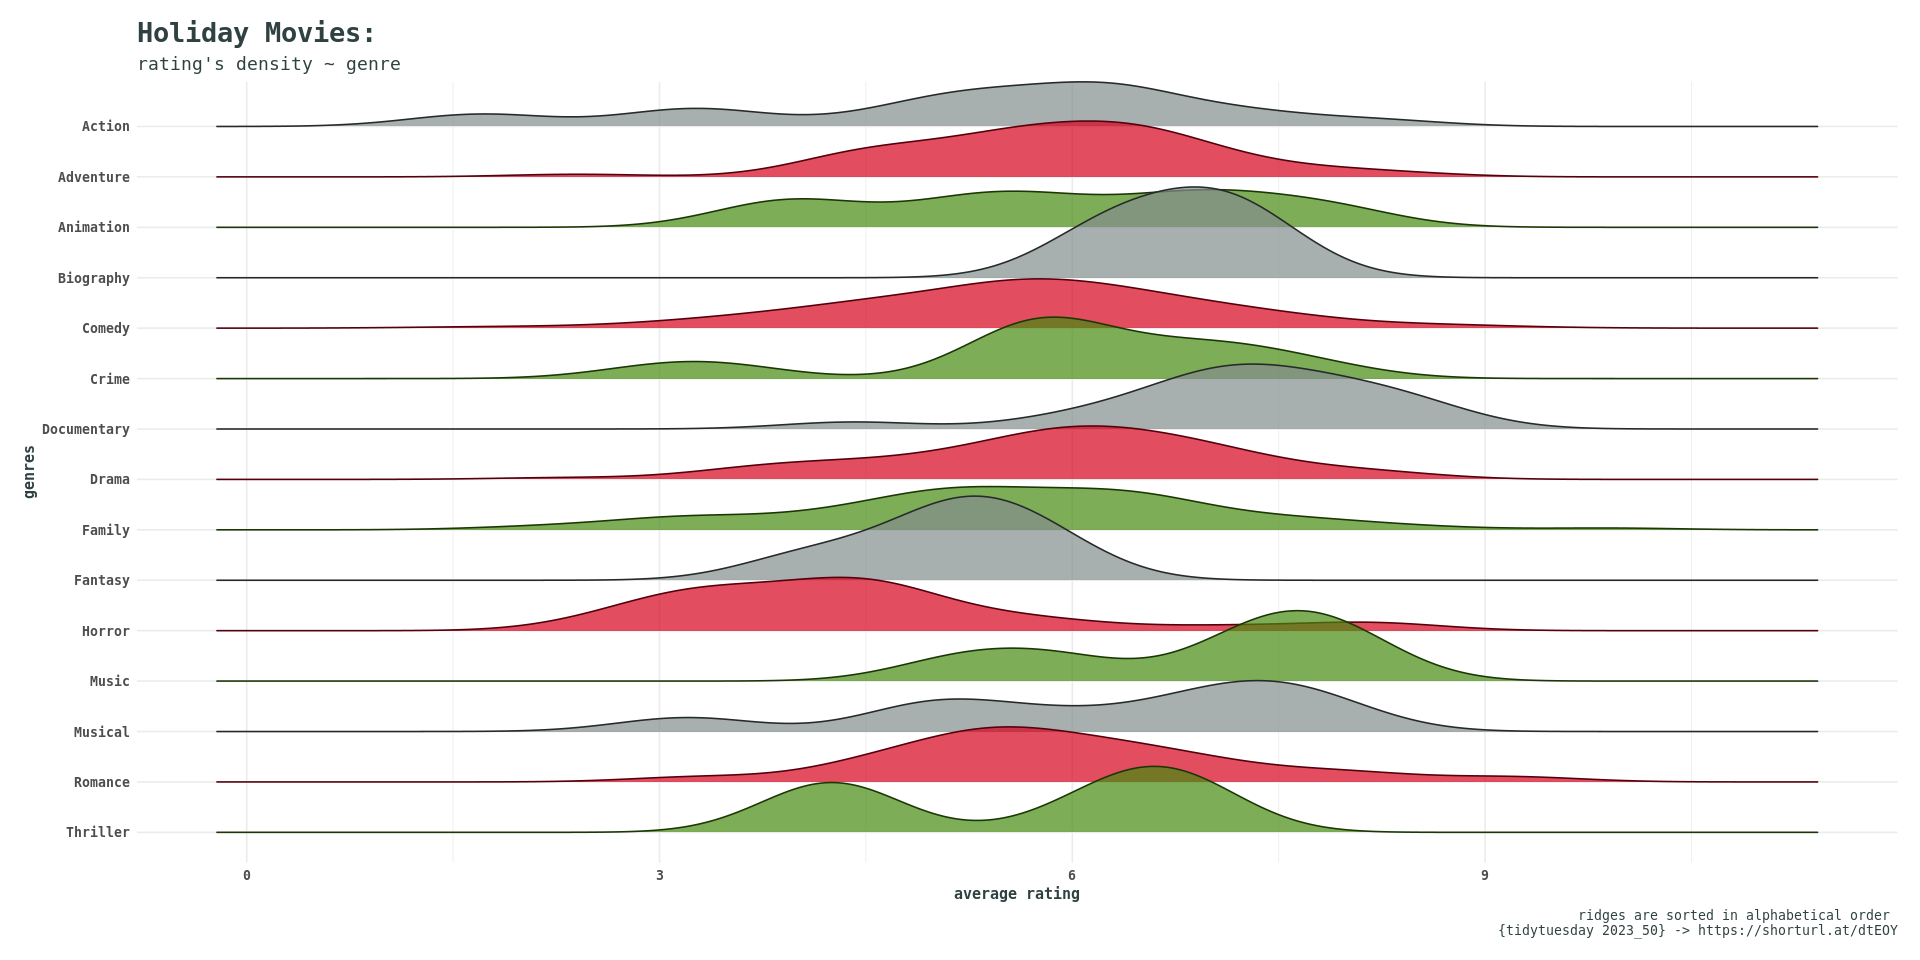 Holiday Movies:
rating's density ~ genre
genres
Action
Adventure
Animation
Biography
Comedy
Crime
Documentary
Drama
Family
Fantasy
Horror
Music
Musical
Romance
Thriller
0 3 6 9
average rating
ridges are sorted in alphabetical order
{tidytuesday 2023_50} -> https://shorturl.at/dtEOY